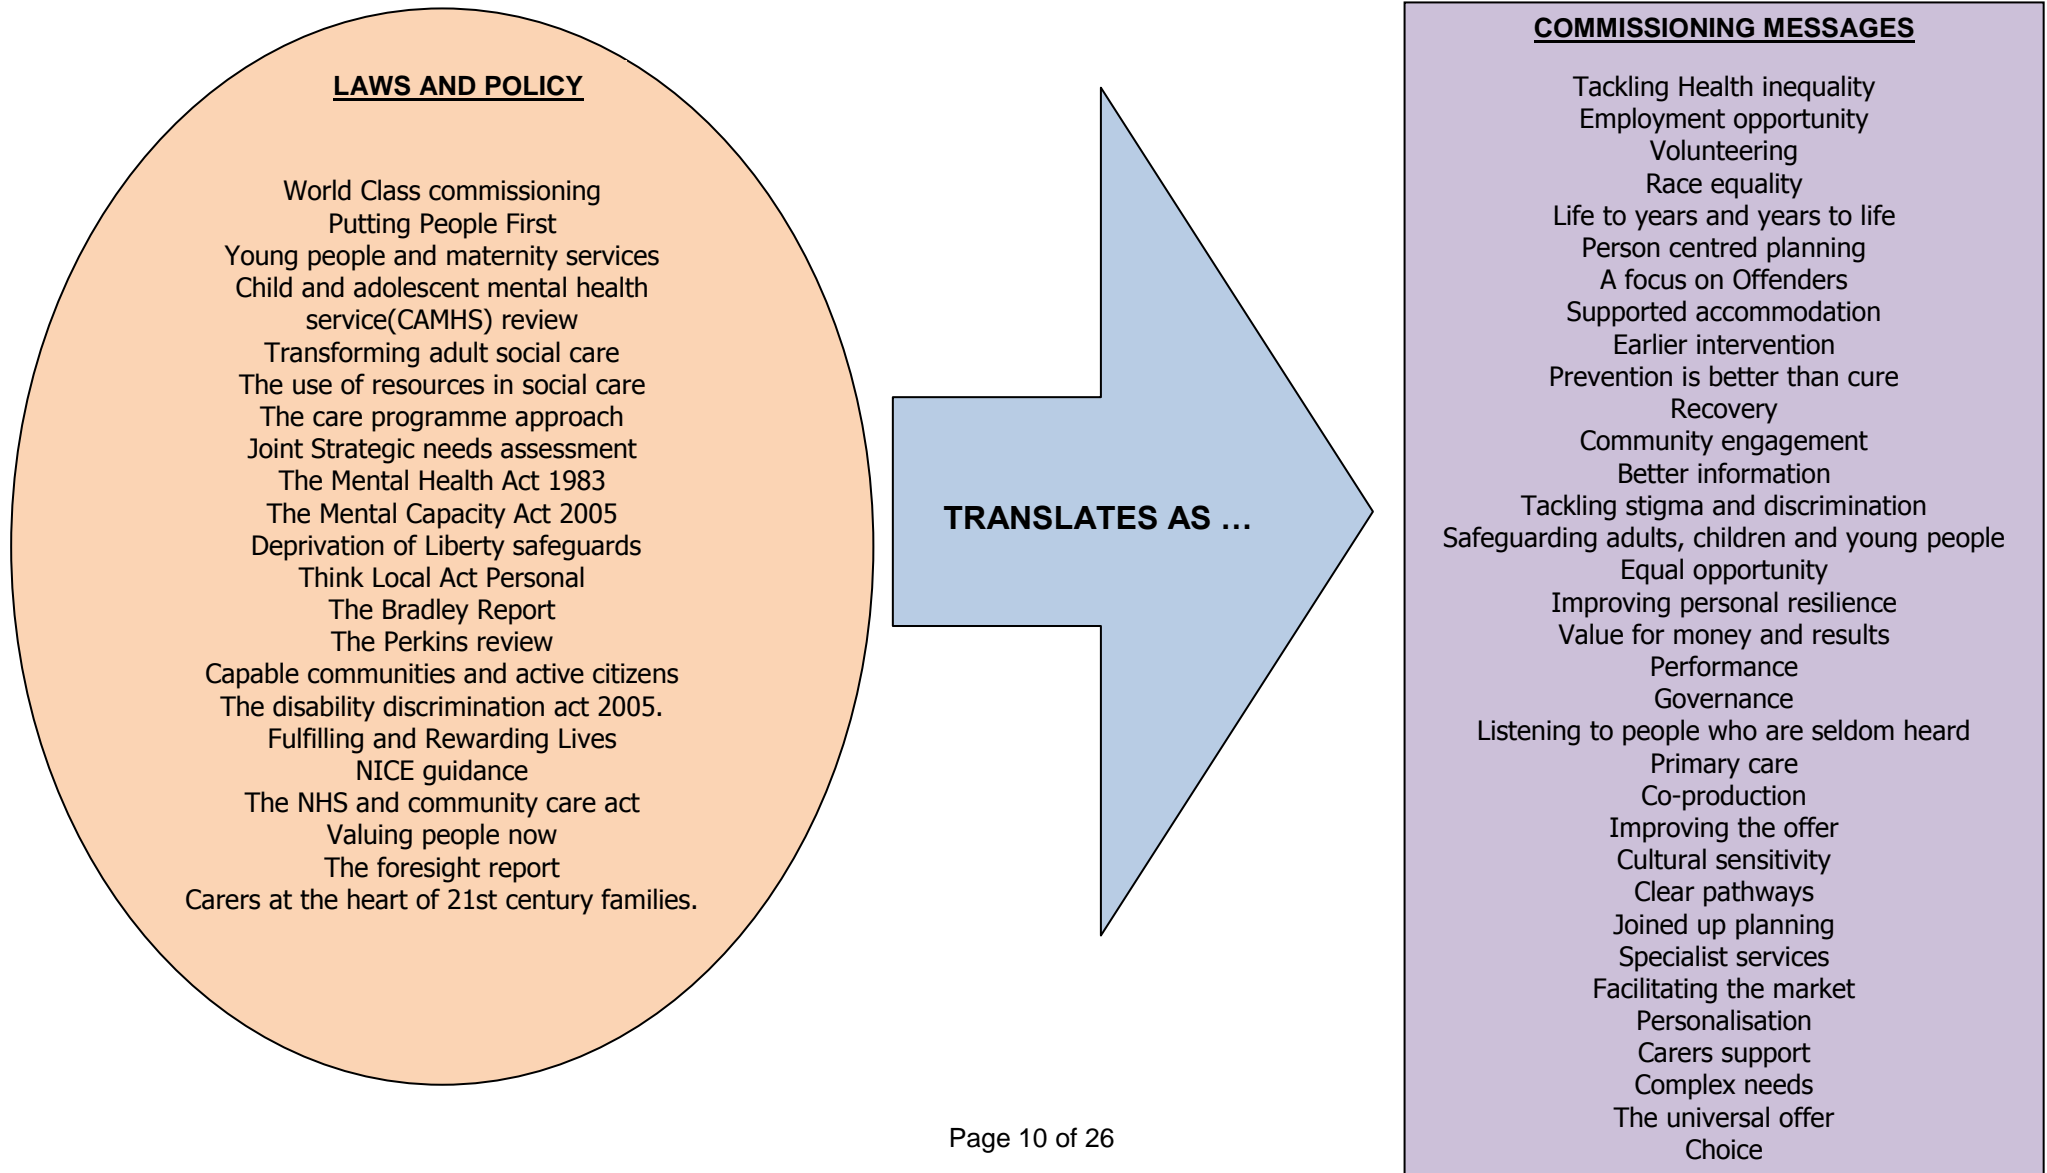 LAWS AND POLICY
World Class commissioning
Putting People First
Young people and maternity services
Child and adolescent mental health
service(CAMHS) review
Transforming adult social care
The use of resources in social care
The care programme approach
Joint Strategic needs assessment
The Mental Health Act 1983
The Mental Capacity Act 2005
Deprivation of Liberty safeguards
Think Local Act Personal
The Bradley Report
The Perkins review
Capable communities and active citizens
The disability discrimination act 2005.
Fulfilling and Rewarding Lives
NICE guidance
The NHS and community care act
Valuing people now
The foresight report
Carers at the heart of 21st century families.
TRANSLATES AS …
COMMISSIONING MESSAGES
Tackling Health inequality
Employment opportunity
Volunteering
Race equality
Life to years and years to life
Person centred planning
A focus on Offenders
Supported accommodation
Earlier intervention
Prevention is better than cure
Recovery
Community engagement
Better information
Tackling stigma and discrimination
Safeguarding adults, children and young people
Equal opportunity
Improving personal resilience
Value for money and results
Performance
Governance
Listening to people who are seldom heard
Primary care
Co-production
Improving the offer
Cultural sensitivity
Clear pathways
Joined up planning
Specialist services
Facilitating the market
Personalisation
Carers support
Complex needs
The universal offer
Choice
Page 10 of 26